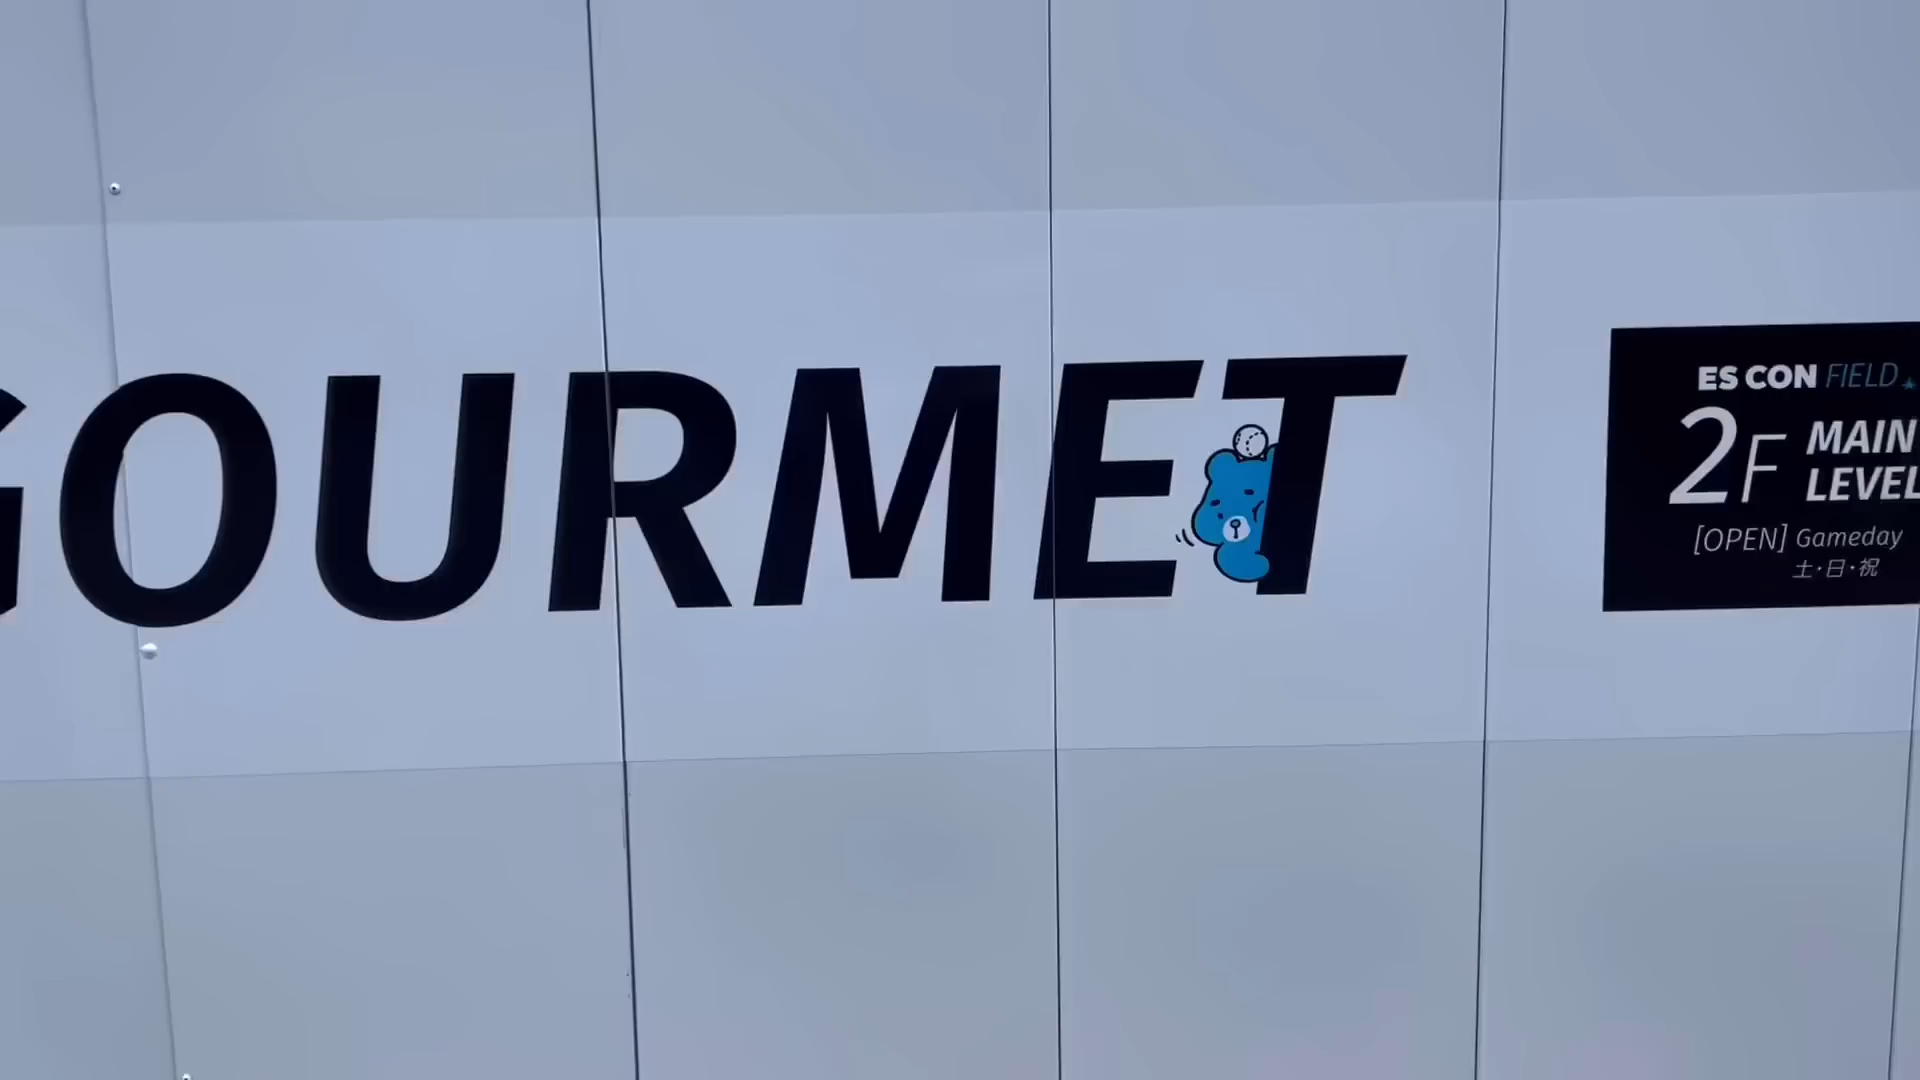 GOURMET
ES CON FIELD
2F MAIN LEVEL
[OPEN] Gameday
土・日・祝